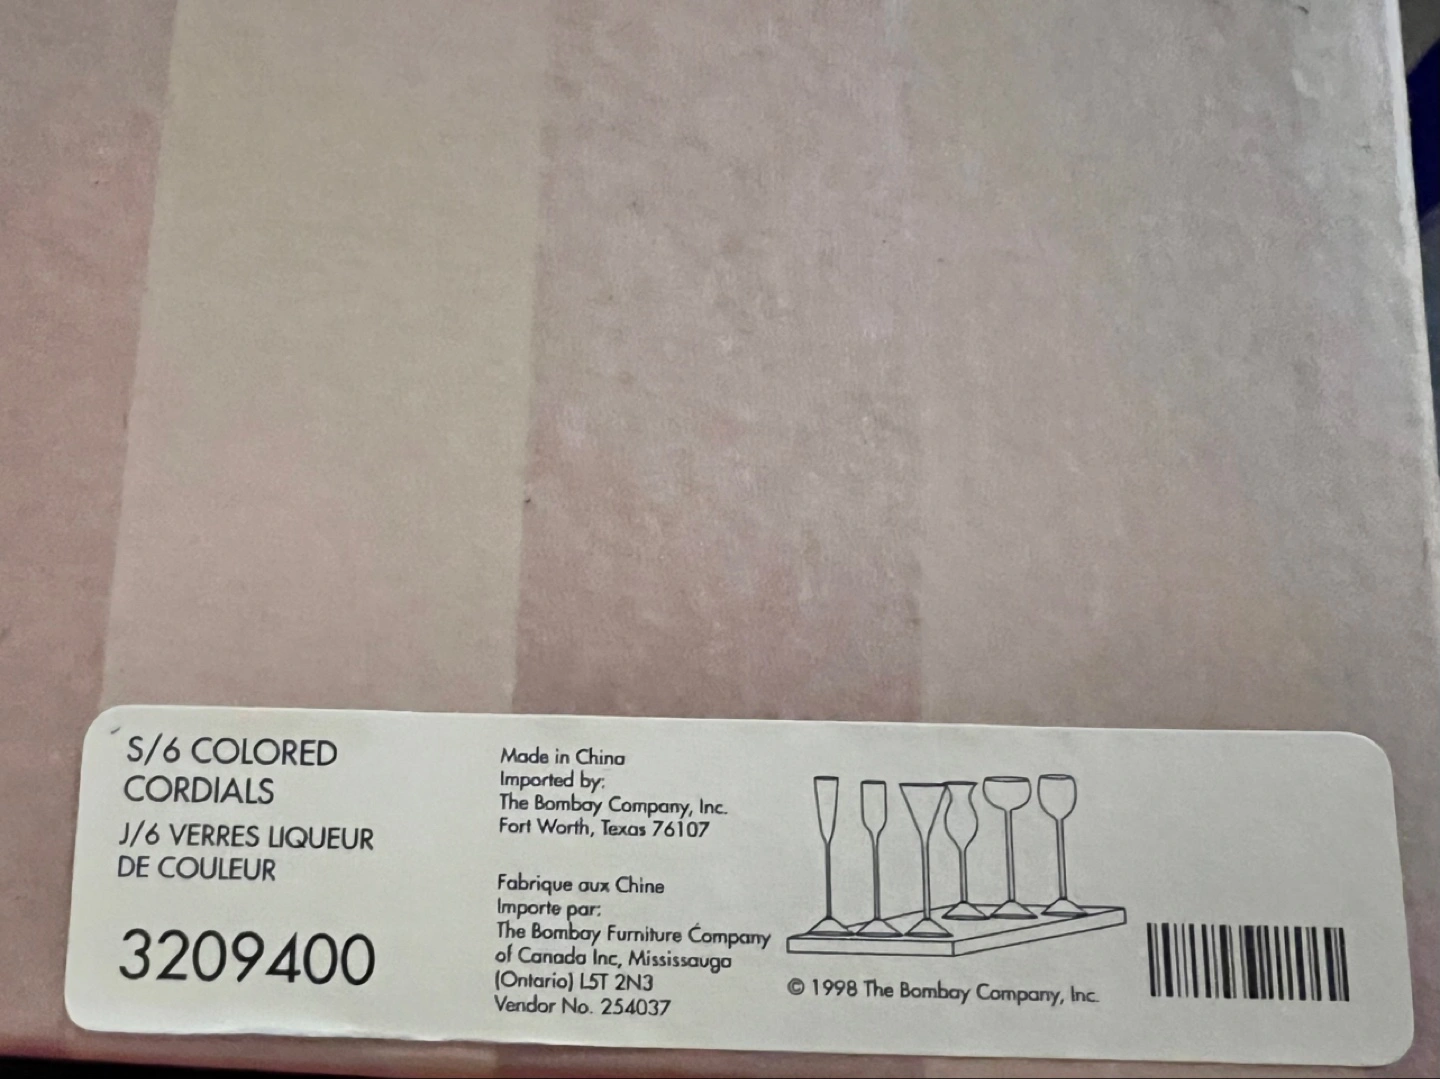 S/6 COLORED
CORDIALS
J/6 VERRES LIQUEUR
DE COULEUR
3209400
Made in China
Imported by:
The Bombay Company, Inc.
Fort Worth, Texas 76107
Fabrique aux Chine
Importe par:
The Bombay Furniture Company
of Canada Inc, Mississauga
(Ontario) L5T 2N3
Vendor No. 254037
© 1998 The Bombay Company, Inc.